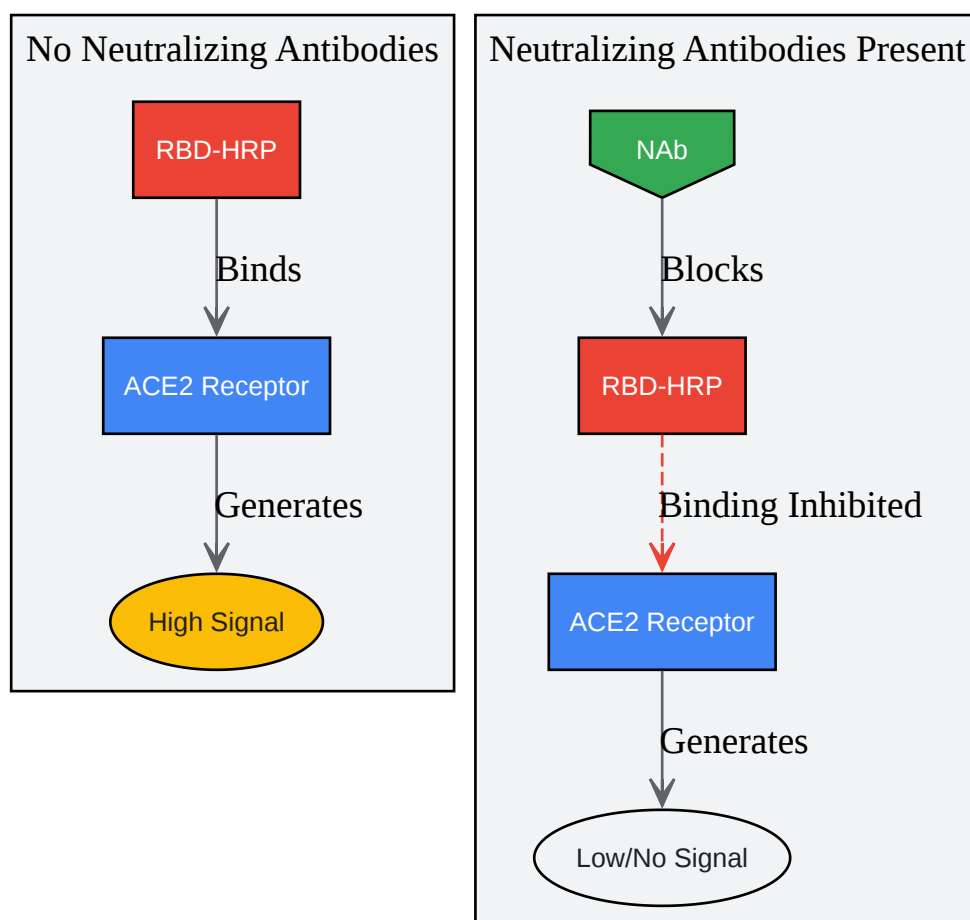 No Neutralizing Antibodies
RBD-HRP
Binds
ACE2 Receptor
Generates
High Signal
Neutralizing Antibodies Present
NAb
Blocks
RBD-HRP
Binding Inhibited
ACE2 Receptor
Generates
Low/No Signal